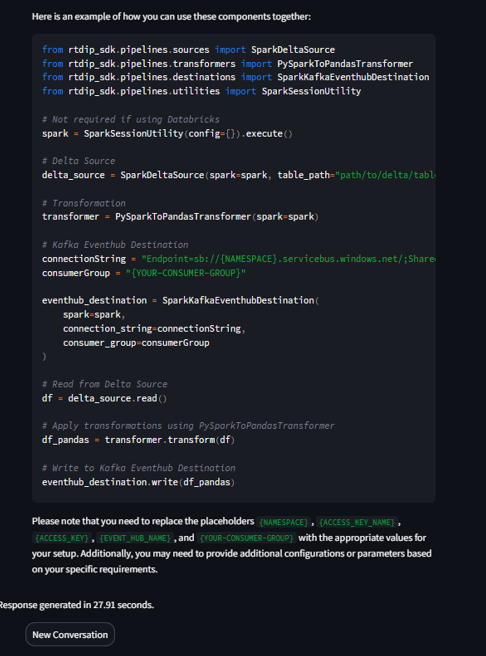 Here is an example of how you can use these components together:
from rtdip_sdk.pipelines.sources import SparkDeltaSource
from rtdip_sdk.pipelines.transformers import PySparkToPandasTransformer
from rtdip_sdk.pipelines.destinations import SparkKafkaEventhubDestination
from rtdip_sdk.pipelines.utilities import SparkSessionUtility
# Not required if using Databricks
spark = SparkSessionUtility(config={}).execute()
# Delta Source
delta_source = SparkDeltaSource(spark=spark, table_path="path/to/delta/table
# Transformation
transformer = PySparkToPandasTransformer(spark=spark)
# Kafka Eventhub Destination
connectionString = "Endpoint=sb://{NAMESPACE}.servicebus.windows.net/;Share
consumerGroup = "{YOUR-CONSUMER-GROUP}"
eventhub_destination = SparkKafkaEventhubDestination(
spark=spark,
connection_string=connectionString,
consumer_group=consumerGroup
)
# Read from Delta Source
df = delta_source.read()
# Apply transformations using PySparkToPandasTransformer
df_pandas = transformer.transform(df)
# Write to Kafka Eventhub Destination
eventhub_destination.write(df_pandas)
Please note that you need to replace the placeholders {NAMESPACE}, {ACCESS_KEY_NAME},
{ACCESS_KEY}, {EVENT_HUB_NAME}, and {YOUR-CONSUMER-GROUP} with the appropriate values for
your setup. Additionally, you may need to provide additional configurations or parameters based
on your specific requirements.
Response generated in 27.91 seconds.
New Conversation